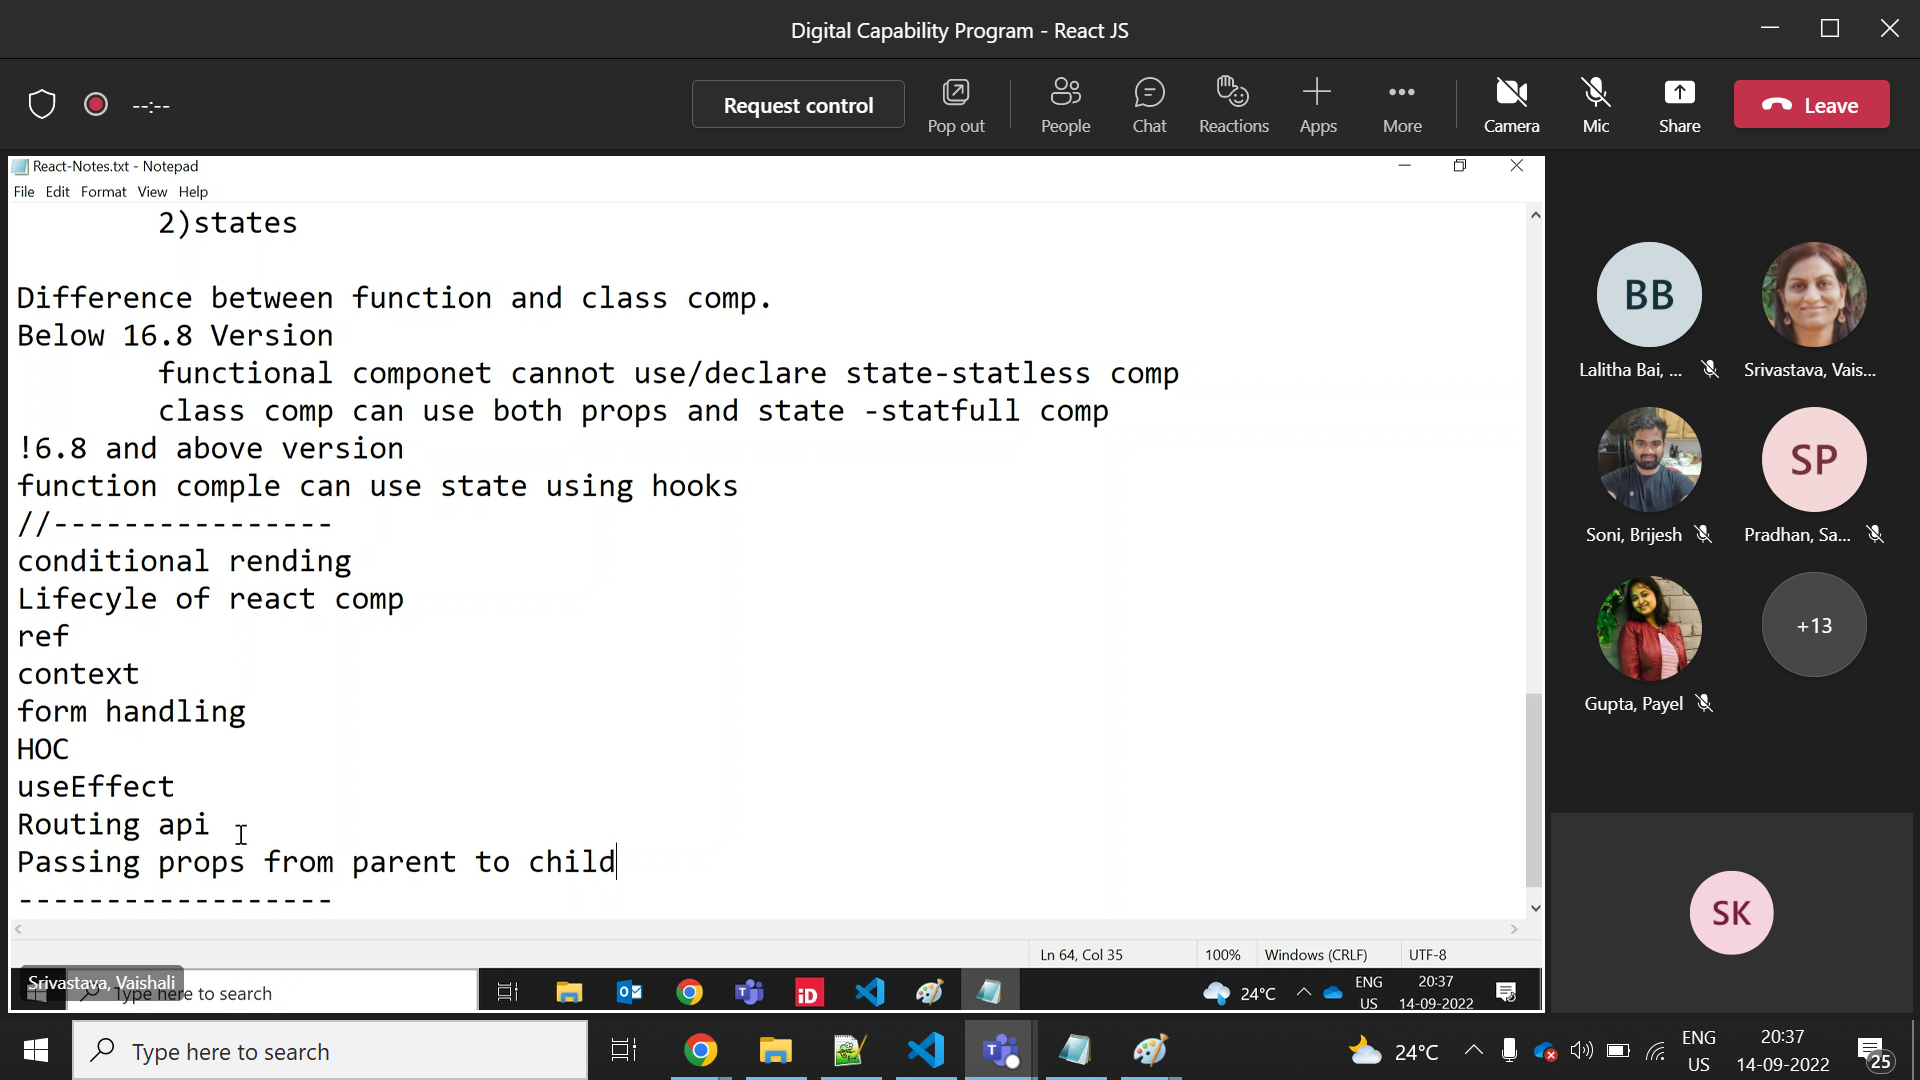 Digital Capability Program - React JS
--:--
Request control
Pop out
People
Chat
Reactions
Apps
More
Camera
Mic
Share
Leave
React-Notes.txt - Notepad
File Edit Format View Help
2)states
Difference between function and class comp.
Below 16.8 Version
functional componet cannot use/declare state-statless comp
class comp can use both props and state -statfull comp
!6.8 and above version
function comple can use state using hooks
//----------------
conditional rending
Lifecyle of react comp
ref
context
form handling
HOC
useEffect
Routing api
Passing props from parent to child
------------------
Ln 64, Col 35
100%
Windows (CRLF)
UTF-8
Srivastava, Vaishali
Type here to search
iD
24°C
ENG
US
20:37
14-09-2022
BB
Lalitha Bai, ...
Srivastava, Vais...
Soni, Brijesh
SP
Pradhan, Sa...
Gupta, Payel
+13
SK
Type here to search
24°C
ENG
US
20:37
14-09-2022
25